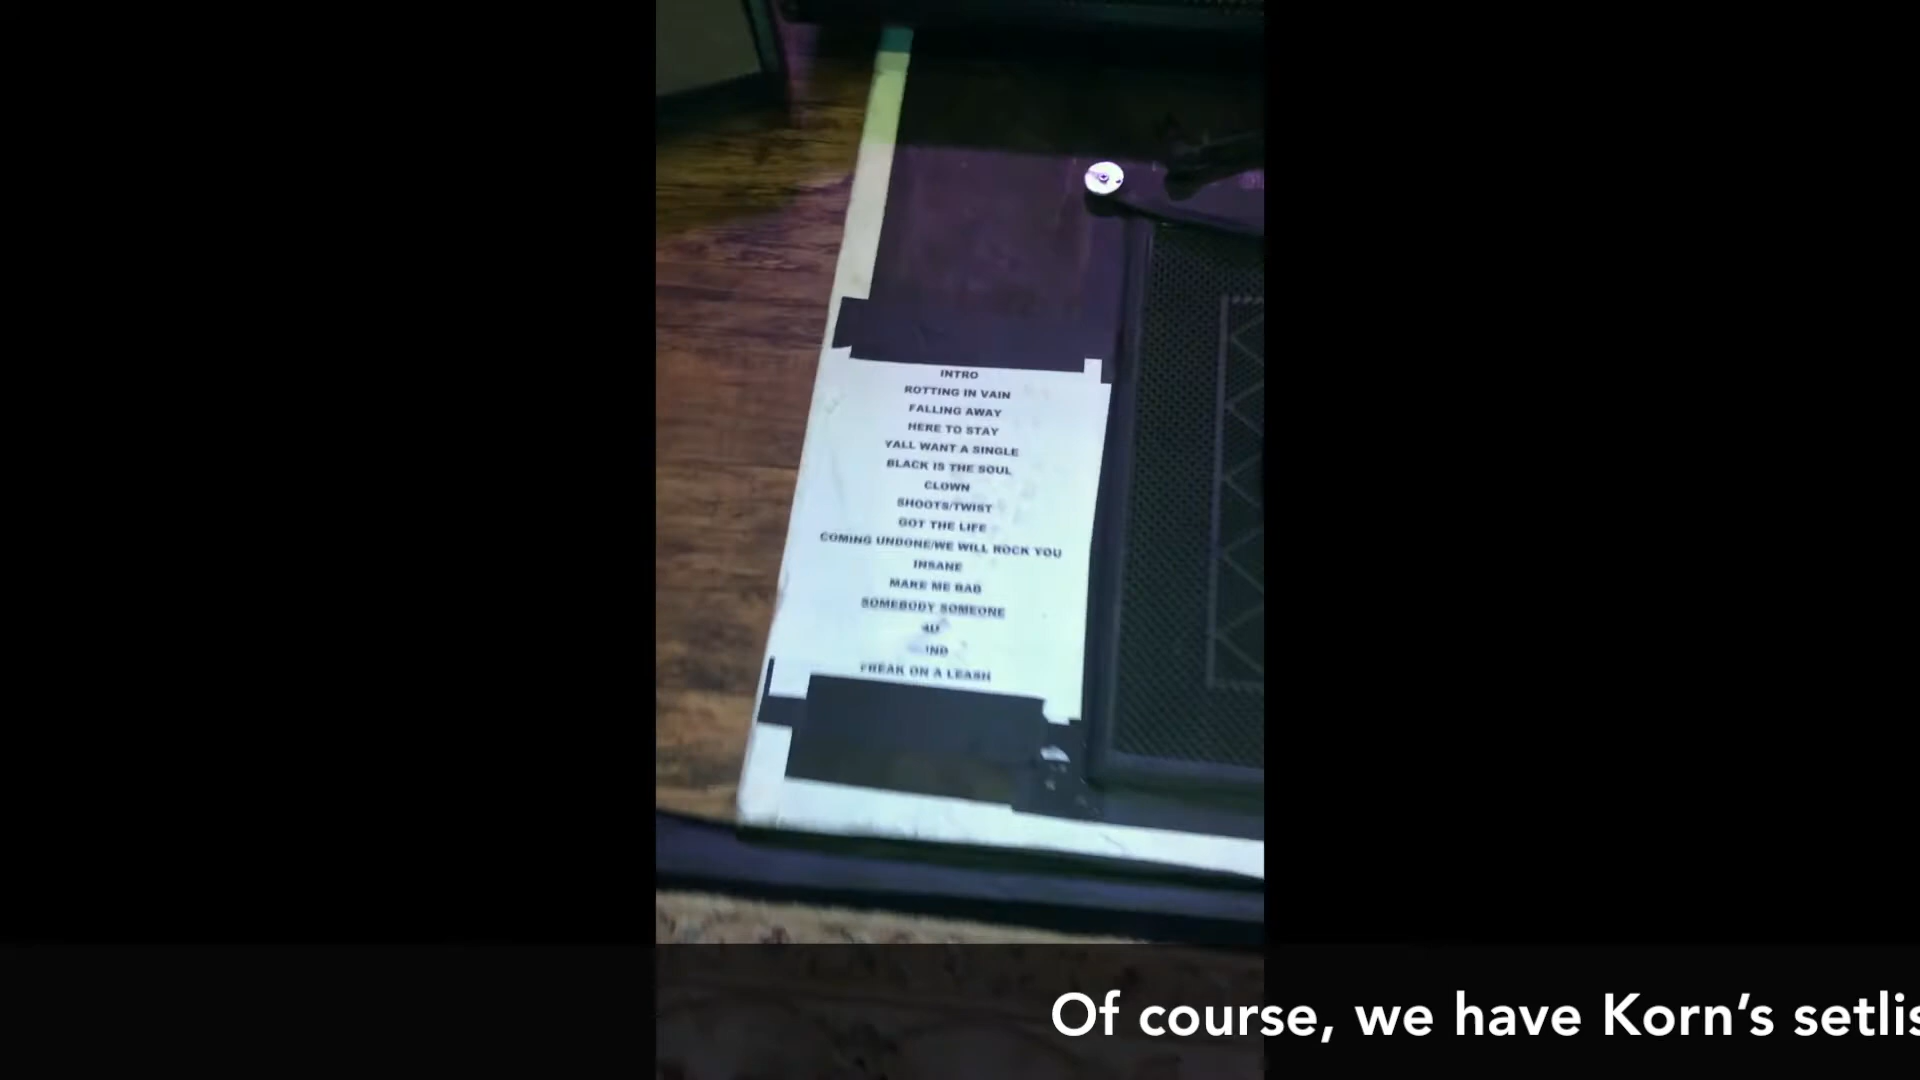 INTRO
ROTTING IN VAIN
FALLING AWAY
HERE TO STAY
YALL WANT A SINGLE
BLACK IS THE SOUL
CLOWN
SHOOTS/TWIST
GOT THE LIFE
COMING UNDONE/WE WILL ROCK YOU
INSANE
MAKE ME BAD
SOMEBODY SOMEONE
4U
FREAK ON A LEASH
Of course, we have Korn’s setlis